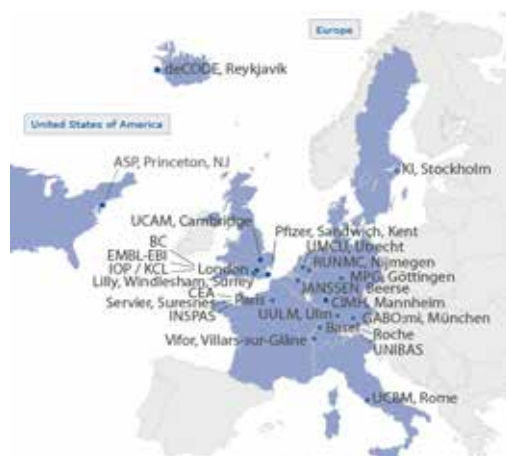 Europe
deCODE, Reykjavik
United States of America
ASP, Princeton, NJ
KI, Stockholm
UCAM, Cambridge
Pfizer, Sandwich, Kent
BC
UMCU, Utrecht
EMBL-EBI
RUNMC, Nijmegen
IOP / KCL
London
MPG, Göttingen
Lilly, Windlesham, Surrey
JANSSEN, Beerse
CEA
Paris
CIMH, Mannheim
Servier, Suresnes
INSPAS
UULM, Ulm
GABO:mi, München
Basel
Roche
Vifor, Villars-sur-Glâne
UNIBAS
UCBM, Rome